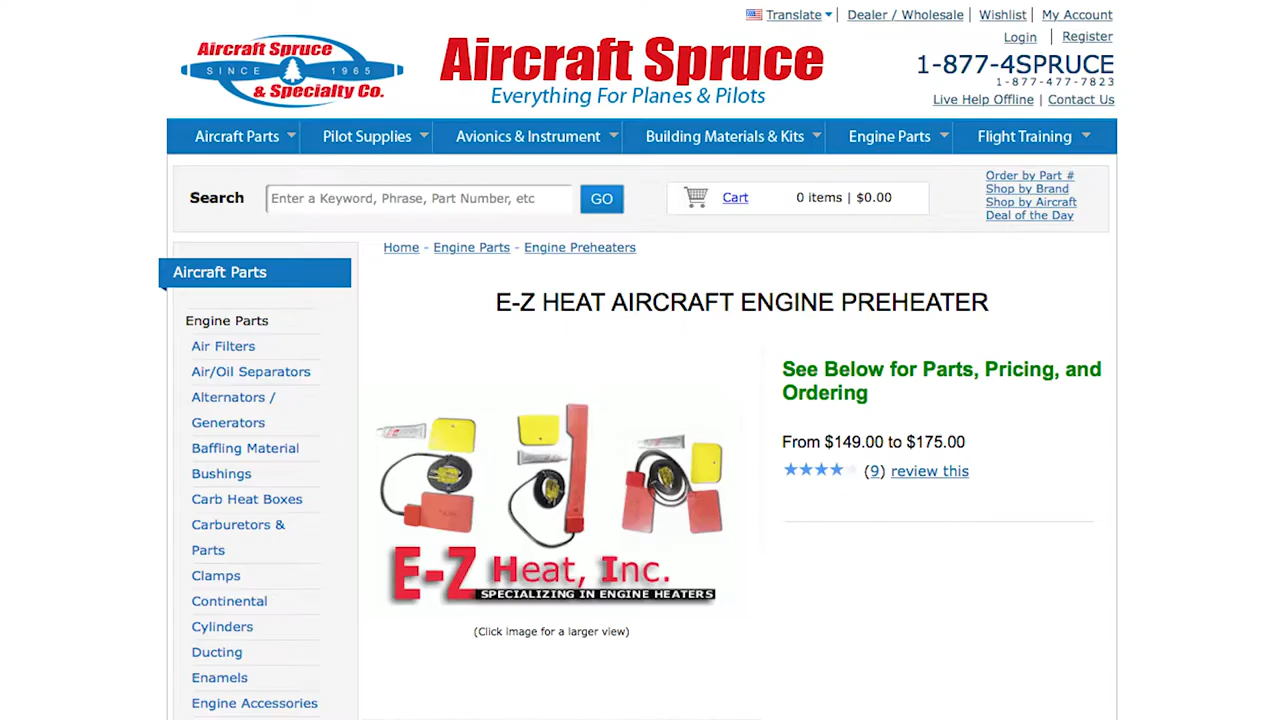 Translate
Dealer / Wholesale
Wishlist
My Account
Login
Register
Aircraft Spruce
SINCE 1965
& Specialty Co.
Aircraft Spruce
Everything For Planes & Pilots
1-877-4SPRUCE
1-877-477-7823
Live Help Offline | Contact Us
Aircraft Parts
Pilot Supplies
Avionics & Instrument
Building Materials & Kits
Engine Parts
Flight Training
Search
Enter a Keyword, Phrase, Part Number, etc
GO
Cart
0 items | $0.00
Order by Part #
Shop by Brand
Shop by Aircraft
Deal of the Day
Aircraft Parts
Engine Parts
Air Filters
Air/Oil Separators
Alternators /
Generators
Baffling Material
Bushings
Carb Heat Boxes
Carburetors &
Parts
Clamps
Continental
Cylinders
Ducting
Enamels
Engine Accessories
Home - Engine Parts - Engine Preheaters
E-Z HEAT AIRCRAFT ENGINE PREHEATER
E-Z Heat, Inc.
SPECIALIZING IN ENGINE HEATERS
(Click image for a larger view)
See Below for Parts, Pricing, and
Ordering
From $149.00 to $175.00
(9) review this